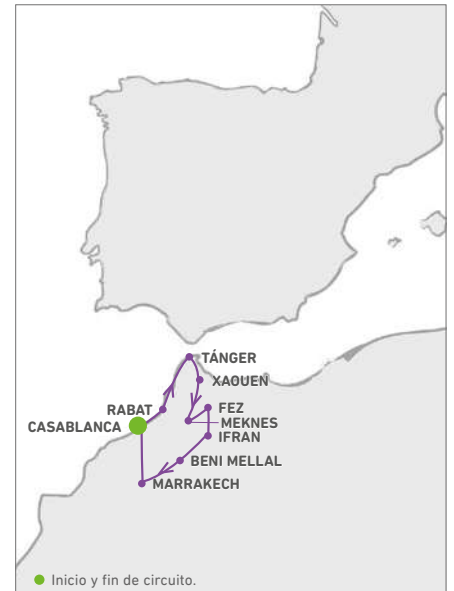 TÁNGER
XAOUEN
RABAT
FEZ
CASABLANCA
MEKNES
IFRAN
BENI MELLAL
MARRAKECH
Inicio y fin de circuito.